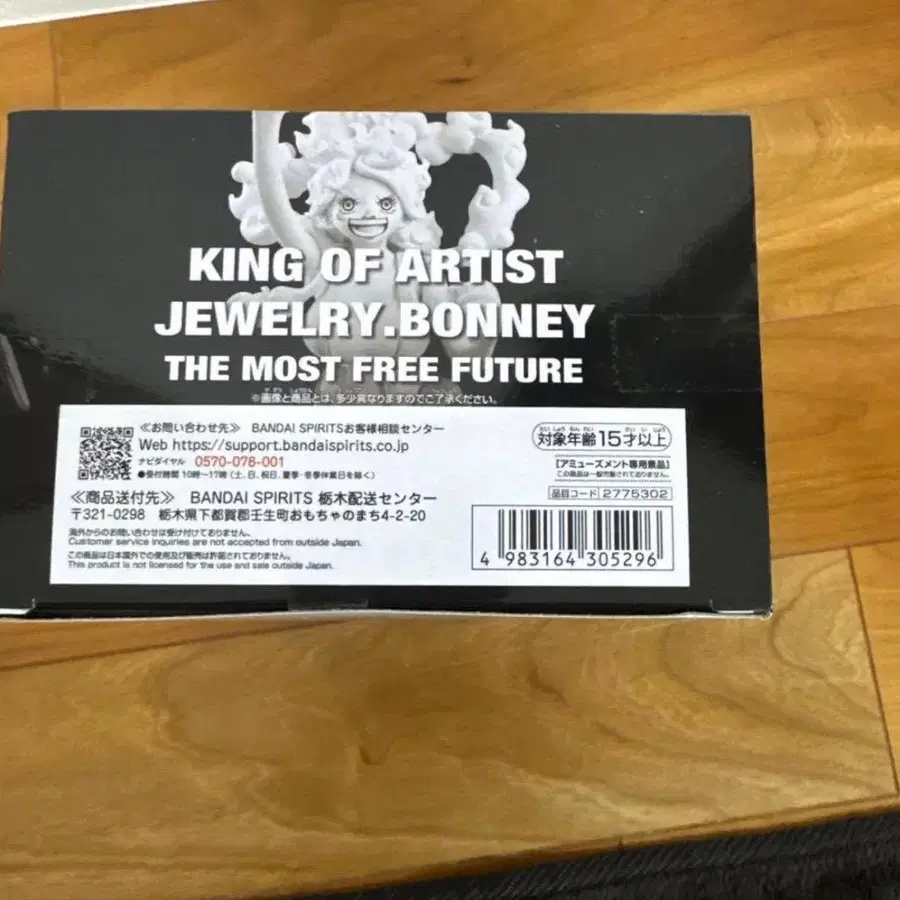 KING OF ARTIST
JEWELRY.BONNEY
THE MOST FREE FUTURE
※画像と商品とは、多少異なりますのでご了承ください。
≪お問い合わせ先≫ BANDAI SPIRITSお客様相談センター
Web https://support.bandaispirits.co.jp
ナビダイヤル 0570-078-001
●受付時間 10時〜17時 (土、日、祝日、夏季・冬季休業日を除く)
≪商品送付先≫ BANDAI SPIRITS 栃木配送センター
〒321-0298 栃木県下都賀郡壬生町おもちゃのまち4-2-20
海外からのお問い合わせは受け付けておりません。
Customer service inquiries are not accepted from outside Japan.
この商品は日本国外での使用及び販売は許諾されておりません。
This product is not licensed for the use and sale outside Japan.
対象年齢15才以上
【アミューズメント専用景品】
この商品は一般市販されておりません。
品目コード 2775302
4 983164 305296